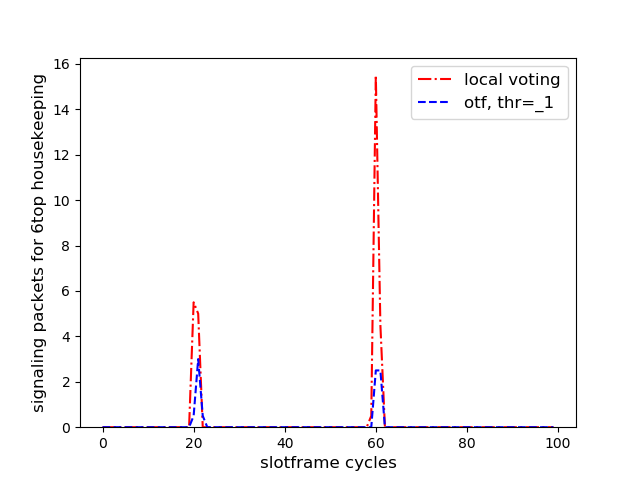 local voting
otf, thr=_1
signaling packets for 6top housekeeping
16
14
12
10
8
6
4
2
0
0 20 40 60 80 100
slotframe cycles